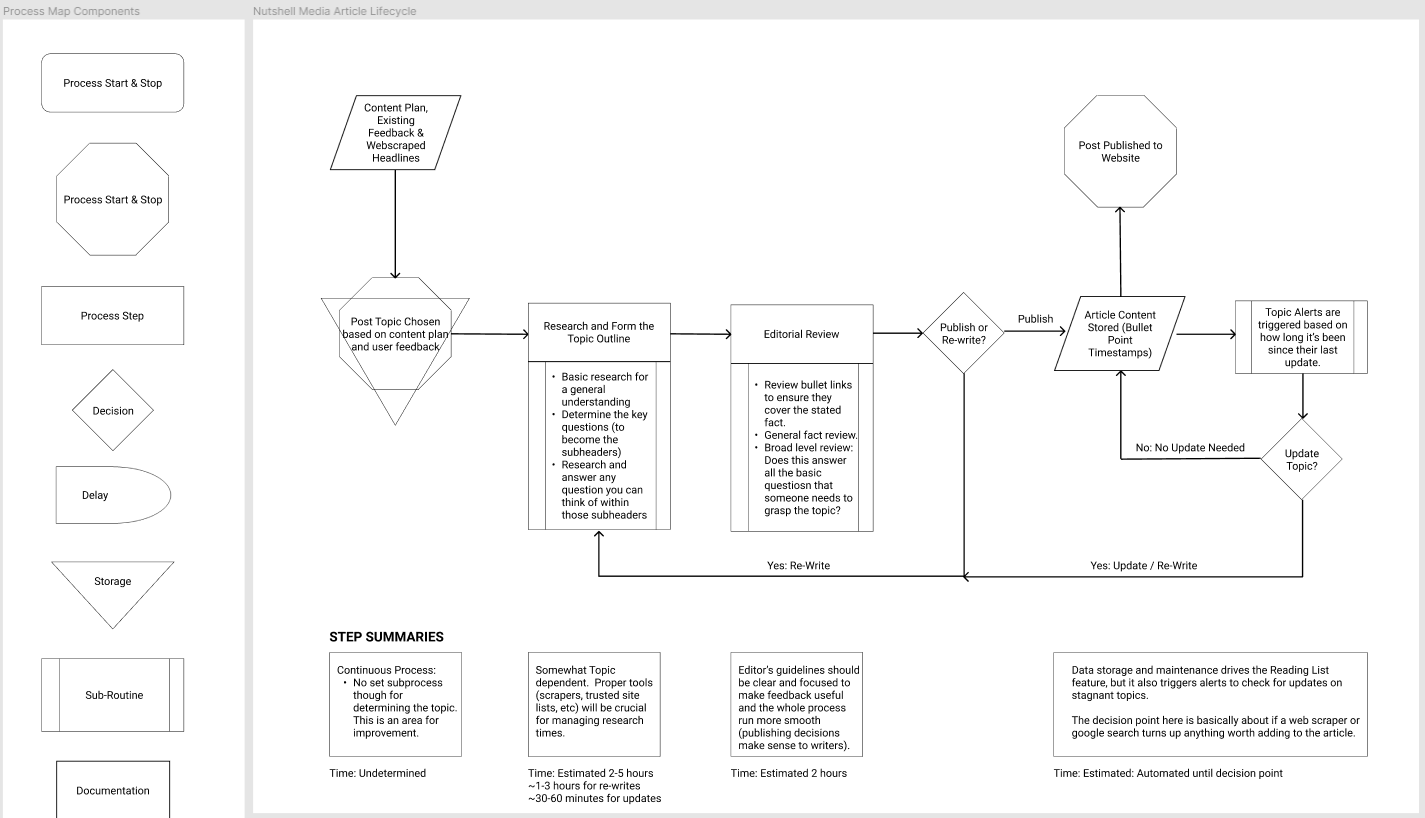 Process Map Components
Process Start & Stop
Process Start & Stop
Process Step
Decision
Delay
Storage
Sub-Routine
Documentation
Nutshell Media Article Lifecycle
Content Plan,
Existing
Feedback &
Webscraped
Headlines
Post Topic Chosen
based on content plan
and user feedback
Research and Form the
Topic Outline
• Basic research for
a general
understanding
• Determine the key
questions (to
become the
subheaders)
• Research and
answer any
question you can
think of within
those subheaders
Editorial Review
• Review bullet links
to ensure they
cover the stated
fact.
• General fact review.
• Broad level review:
Does this answer
all the basic
questiosn that
someone needs to
grasp the topic?
Publish or
Re-write?
Publish
Article Content
Stored (Bullet
Point
Timestamps)
Post Published to
Website
Topic Alerts are
triggered based on
how long it's been
since their last
update.
Update
Topic?
No: No Update Needed
Yes: Re-Write
Yes: Update / Re-Write
STEP SUMMARIES
Continuous Process:
• No set subprocess
though for
determining the topic.
This is an area for
improvement.
Time: Undetermined
Somewhat Topic
dependent. Proper tools
(scrapers, trusted site
lists, etc) will be crucial
for managing research
times.
Time: Estimated 2-5 hours
~1-3 hours for re-writes
~30-60 minutes for updates
Editor's guidelines should
be clear and focused to
make feedback useful
and the whole process
run more smooth
(publishing decisions
make sense to writers).
Time: Estimated 2 hours
Data storage and maintenance drives the Reading List
feature, but it also triggers alerts to check for updates on
stagnant topics.
The decision point here is basically about if a web scraper or
google search turns up anything worth adding to the article.
Time: Estimated: Automated until decision point